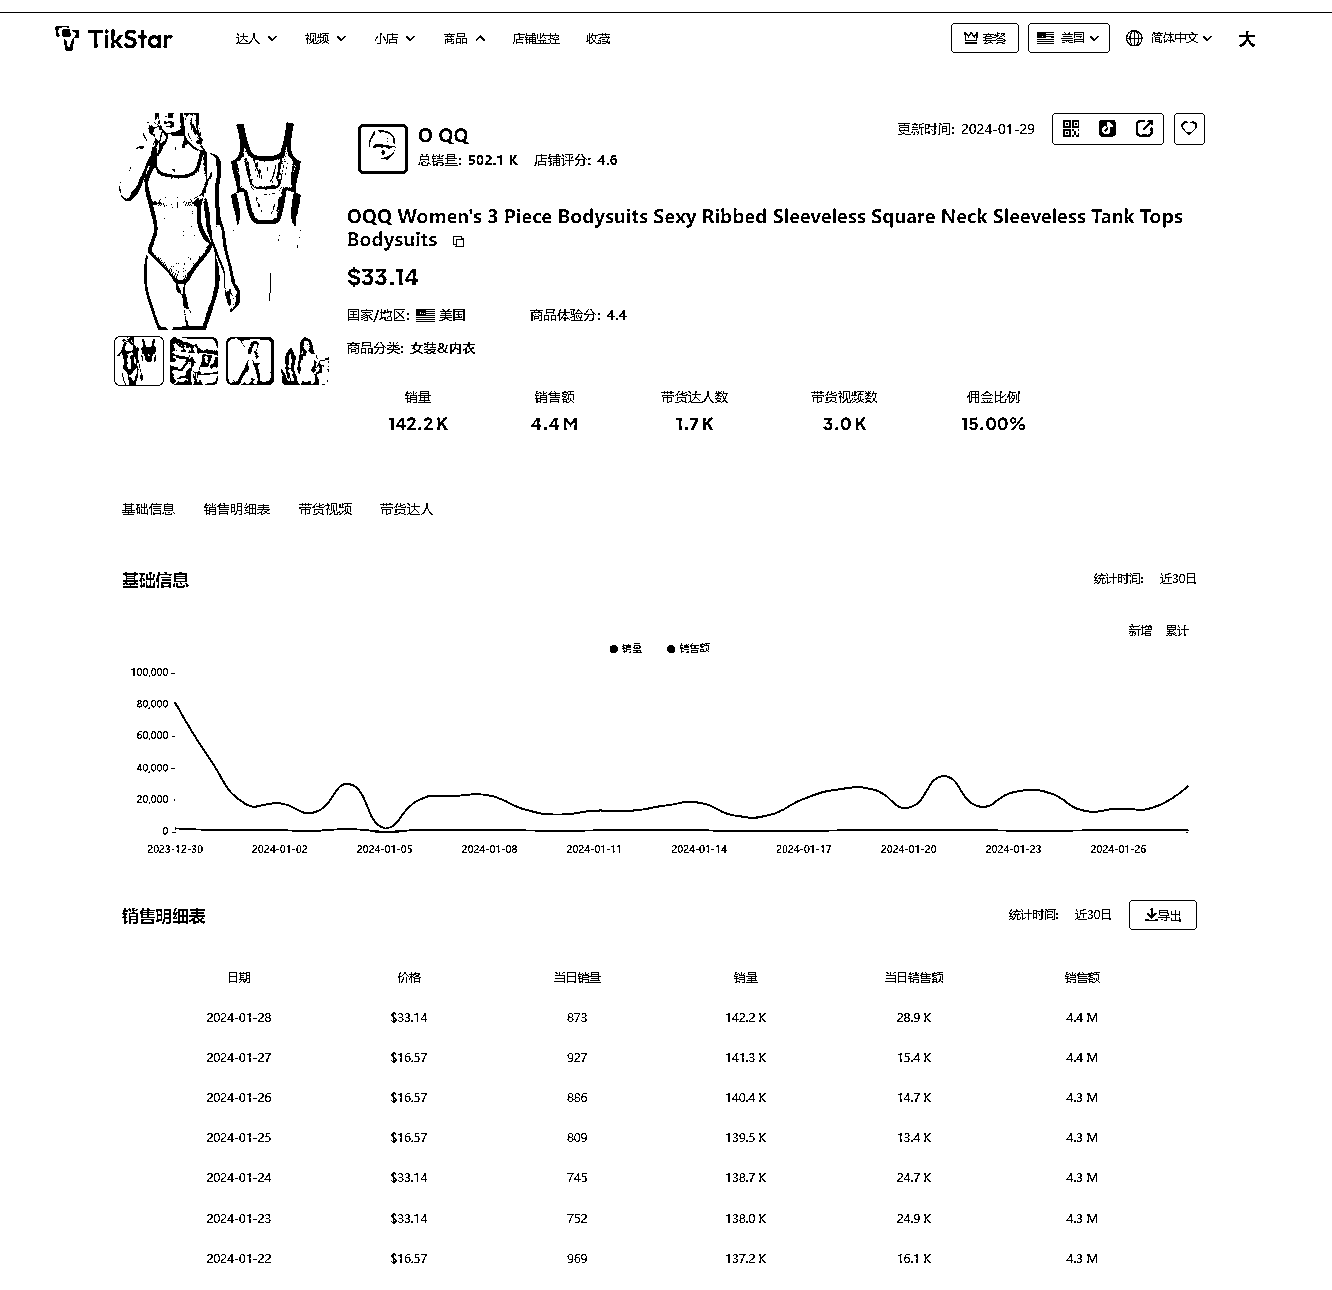 TikStar 达人 视频 小店 商品 店铺监控 收藏 套餐 美国 简体中文 大
O QQ
总销量: 502.1 K 店铺评分: 4.6
更新时间: 2024-01-29
OQQ Women's 3 Piece Bodysuits Sexy Ribbed Sleeveless Square Neck Sleeveless Tank Tops
Bodysuits
$33.14
国家/地区: 美国 商品体验分: 4.4
商品分类: 女装&内衣
销量 销售额 带货达人数 带货视频数 佣金比例
142.2 K 4.4 M 1.7 K 3.0 K 15.00%
基础信息 销售明细表 带货视频 带货达人
基础信息 统计时间: 近30日
新增 累计
销量 销售额
100,000
80,000
60,000
40,000
20,000
0
2023-12-30 2024-01-02 2024-01-05 2024-01-08 2024-01-11 2024-01-14 2024-01-17 2024-01-20 2024-01-23 2024-01-26
销售明细表 统计时间: 近30日 导出
日期 价格 当日销量 销量 当日销售额 销售额
2024-01-28 $33.14 873 142.2 K 28.9 K 4.4 M
2024-01-27 $16.57 927 141.3 K 15.4 K 4.4 M
2024-01-26 $16.57 886 140.4 K 14.7 K 4.3 M
2024-01-25 $16.57 809 139.5 K 13.4 K 4.3 M
2024-01-24 $33.14 745 138.7 K 24.7 K 4.3 M
2024-01-23 $33.14 752 138.0 K 24.9 K 4.3 M
2024-01-22 $16.57 969 137.2 K 16.1 K 4.3 M